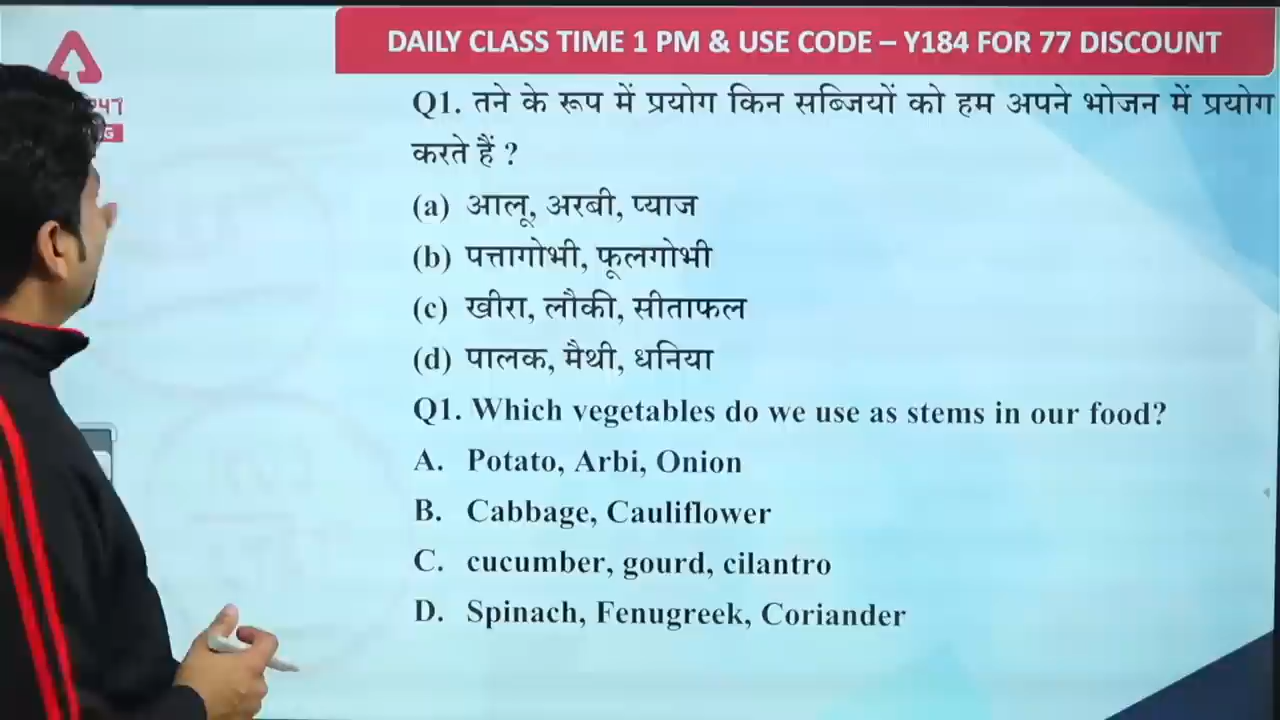 DAILY CLASS TIME 1 PM & USE CODE – Y184 FOR 77 DISCOUNT
247
Q1. तने के रूप में प्रयोग किन सब्जियों को हम अपने भोजन में प्रयोग
करते हैं ?
(a) आलू, अरबी, प्याज
(b) पत्तागोभी, फूलगोभी
(c) खीरा, लौकी, सीताफल
(d) पालक, मैथी, धनिया
Q1. Which vegetables do we use as stems in our food?
A. Potato, Arbi, Onion
B. Cabbage, Cauliflower
C. cucumber, gourd, cilantro
D. Spinach, Fenugreek, Coriander